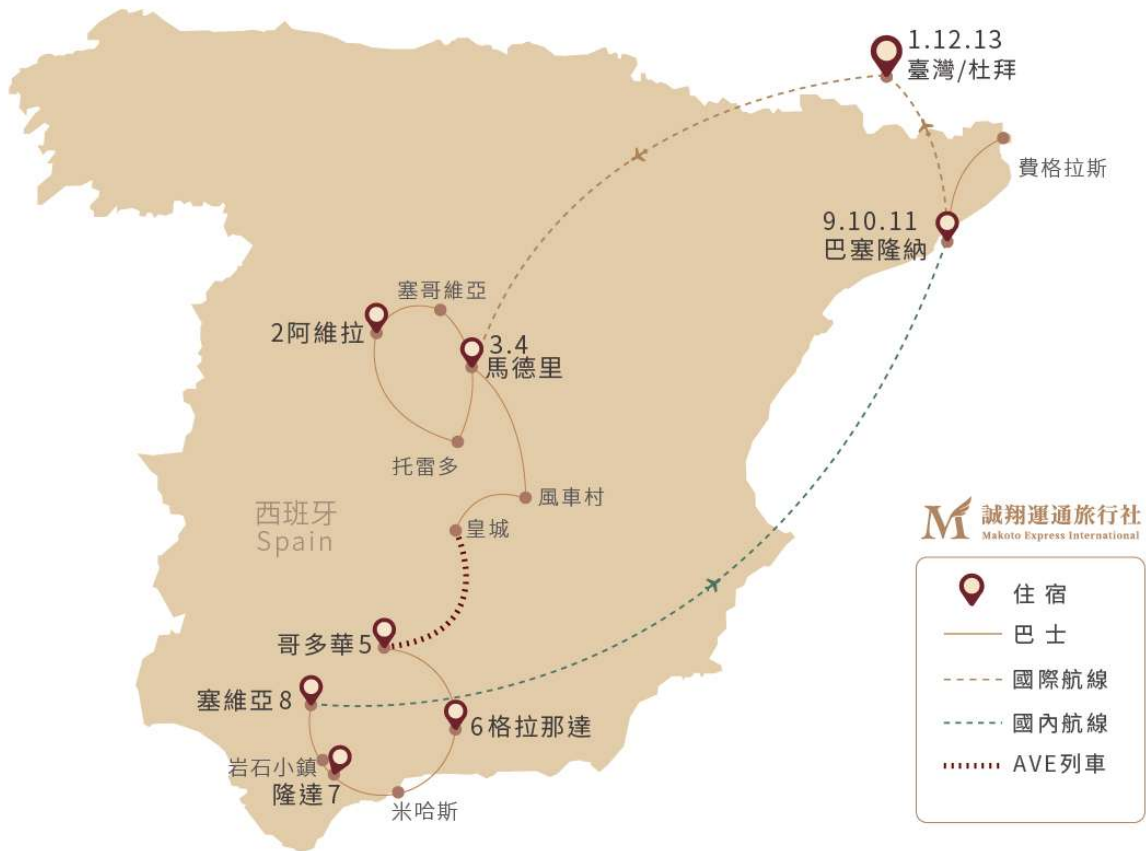 1.12.13
臺灣/杜拜
費格拉斯
9.10.11
巴塞隆納
塞哥維亞
2阿維拉
3.4
馬德里
托雷多
風車村
西班牙
Spain
皇城
誠翔運通旅行社
Makoto Express International
住宿
巴士
國際航線
國內航線
AVE列車
哥多華5
塞維亞8
6格拉那達
岩石小鎮
隆達7
米哈斯